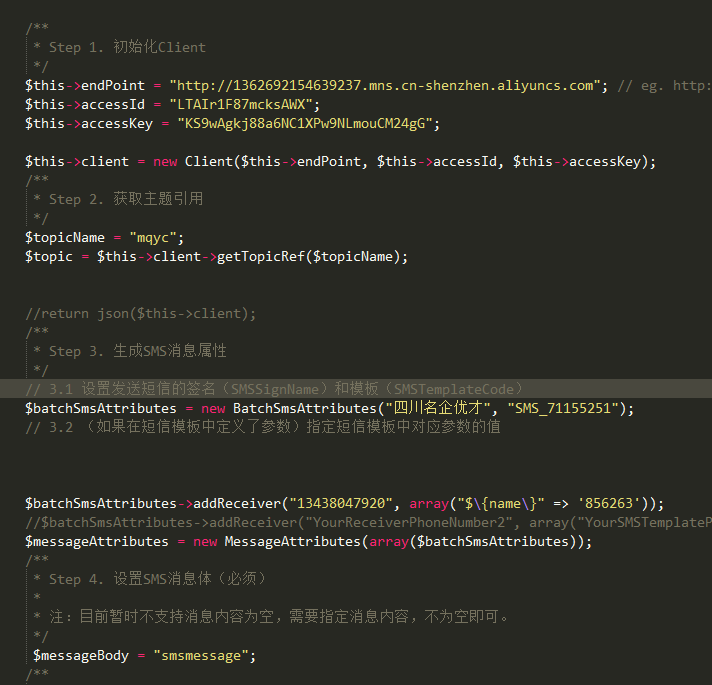 /**
* Step 1. 初始化Client
*/
$this->endPoint = "http://1362692154639237.mns.cn-shenzhen.aliyuncs.com"; // eg. http:
$this->accessId = "LTAIr1F87mcksAWX";
$this->accessKey = "KS9wAgkj88a6NC1XPw9NLmouCM24gG";
$this->client = new Client($this->endPoint, $this->accessId, $this->accessKey);
/**
* Step 2. 获取主题引用
*/
$topicName = "mqyc";
$topic = $this->client->getTopicRef($topicName);
//return json($this->client);
/**
* Step 3. 生成SMS消息属性
*/
// 3.1 设置发送短信的签名（SMSSignName）和模板（SMSTemplateCode）
$batchSmsAttributes = new BatchSmsAttributes("四川名企优才", "SMS_71155251");
// 3.2 （如果在短信模板中定义了参数）指定短信模板中对应参数的值
$batchSmsAttributes->addReceiver("13438047920", array("$\{name\}" => '856263'));
//$batchSmsAttributes->addReceiver("YourReceiverPhoneNumber2", array("YourSMSTemplateP
$messageAttributes = new MessageAttributes(array($batchSmsAttributes));
/**
* Step 4. 设置SMS消息体（必须）
*
* 注：目前暂时不支持消息内容为空，需要指定消息内容，不为空即可。
*/
$messageBody = "smsmessage";
/**